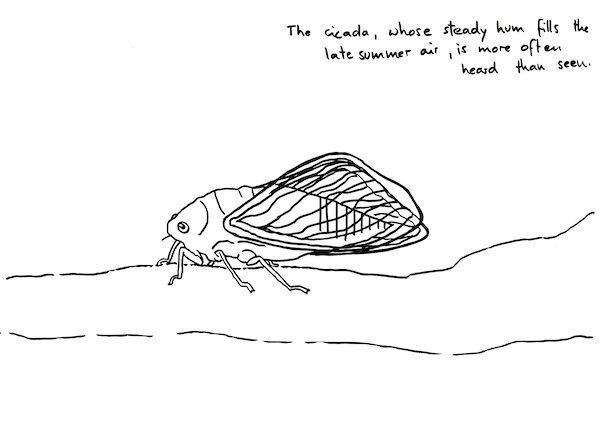 The cicada, whose steady hum fills the
late summer air, is more often
heard than seen.